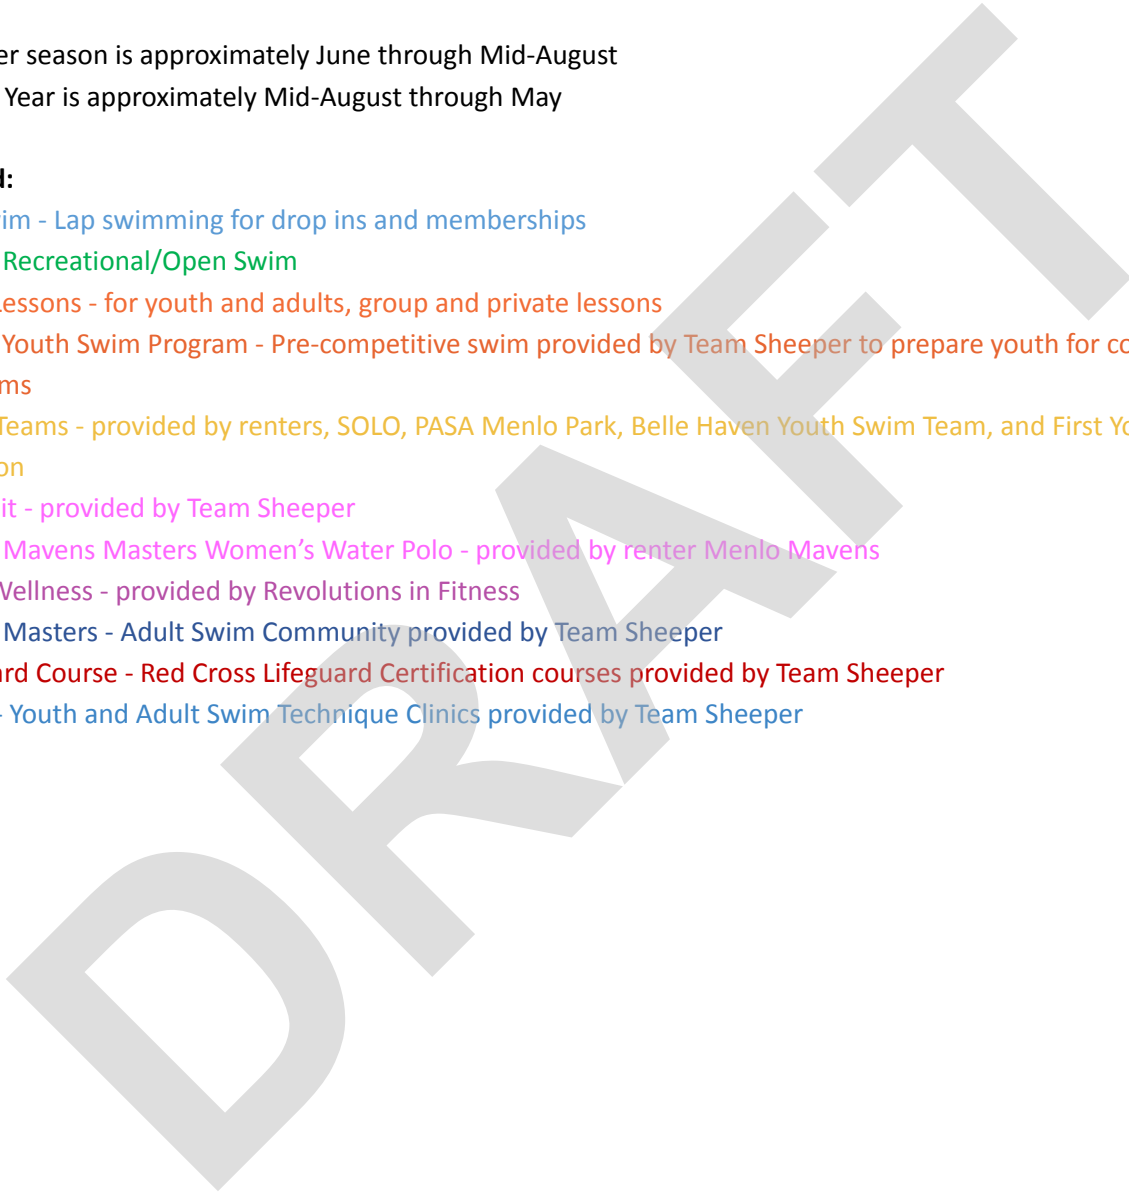 er season is approximately June through Mid-August
Year is approximately Mid-August through May
d:
im - Lap swimming for drop ins and memberships
Recreational/Open Swim
Lessons - for youth and adults, group and private lessons
Youth Swim Program - Pre-competitive swim provided by Team Sheeper to prepare youth for co
ms
Teams - provided by renters, SOLO, PASA Menlo Park, Belle Haven Youth Swim Team, and First Yo
on
it - provided by Team Sheeper
Mavens Masters Women’s Water Polo - provided by renter Menlo Mavens
Wellness - provided by Revolutions in Fitness
Masters - Adult Swim Community provided by Team Sheeper
ard Course - Red Cross Lifeguard Certification courses provided by Team Sheeper
- Youth and Adult Swim Technique Clinics provided by Team Sheeper
DRAFT